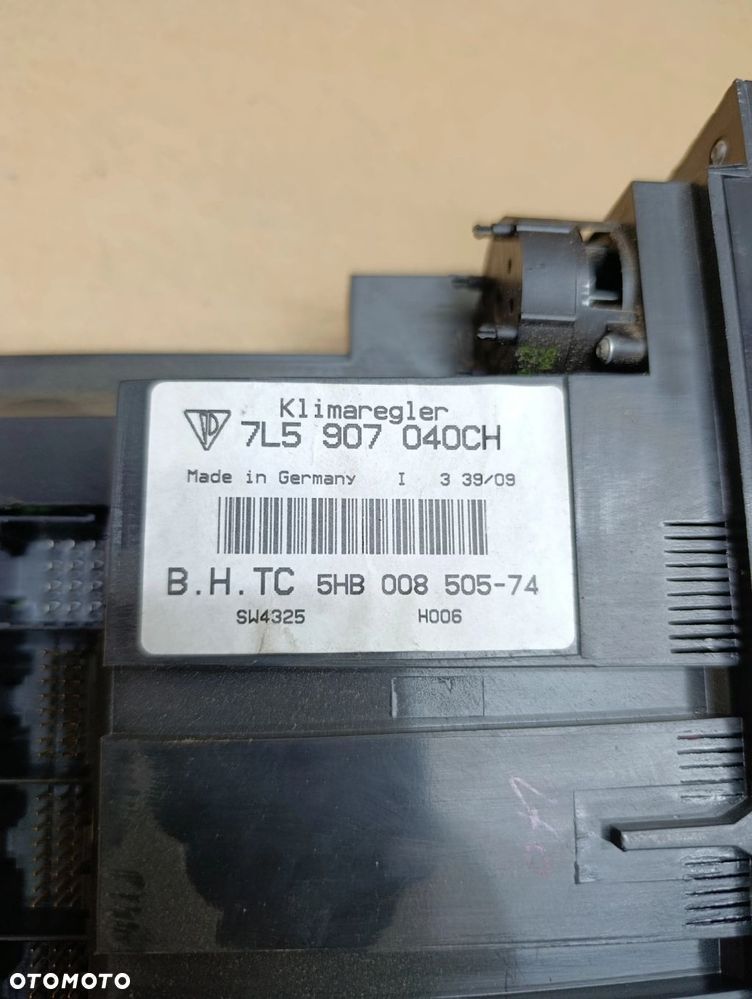 Klimaregler
7L5 907 040CH
Made in Germany I 3 39/09
B.H.TC 5HB 008 505-74
SW4325 H006
OTOMOTO